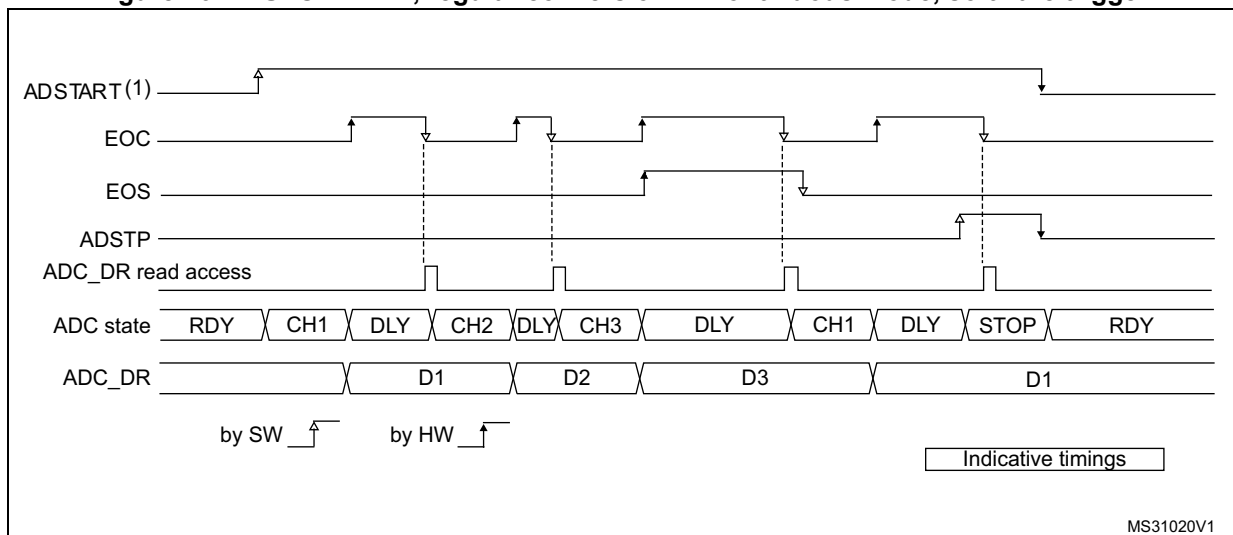 ADSTART(1)
EOC
EOS
ADSTP
ADC_DR read access
ADC state RDY CH1 DLY CH2 DLY CH3 DLY CH1 DLY STOP RDY
ADC_DR D1 D2 D3 D1
by SW by HW
Indicative timings
MS31020V1